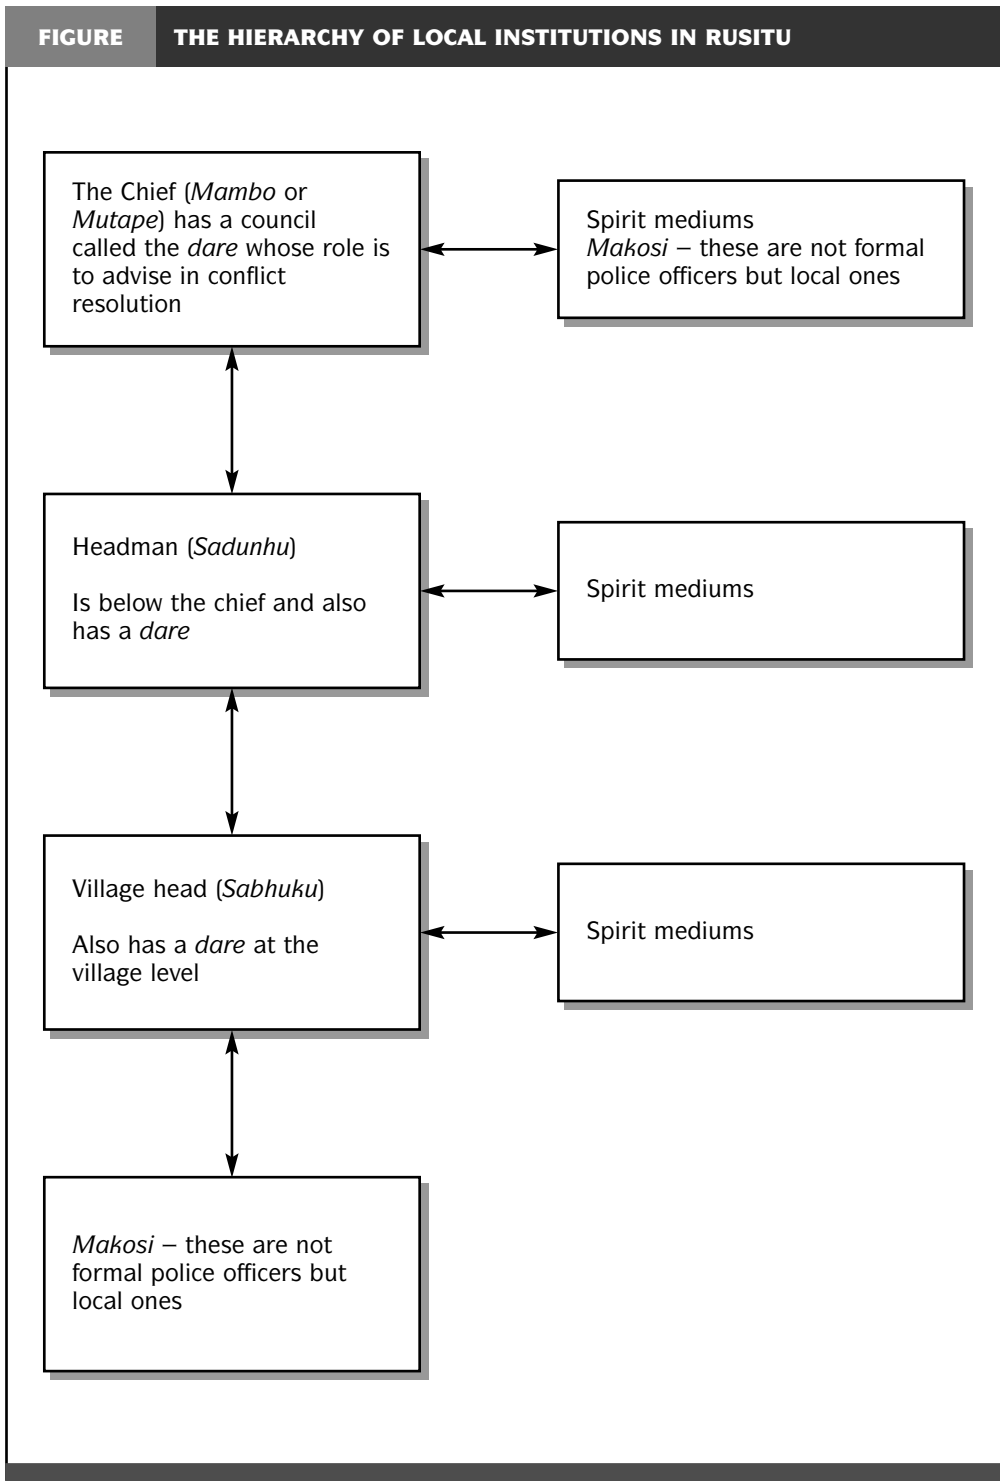 FIGURE THE HIERARCHY OF LOCAL INSTITUTIONS IN RUSITU
The Chief (Mambo or
Mutape) has a council
called the dare whose role is
to advise in conflict
resolution
Spirit mediums
Makosi – these are not formal
police officers but local ones
Headman (Sadunhu)
Is below the chief and also
has a dare
Spirit mediums
Village head (Sabhuku)
Also has a dare at the
village level
Spirit mediums
Makosi – these are not
formal police officers but
local ones